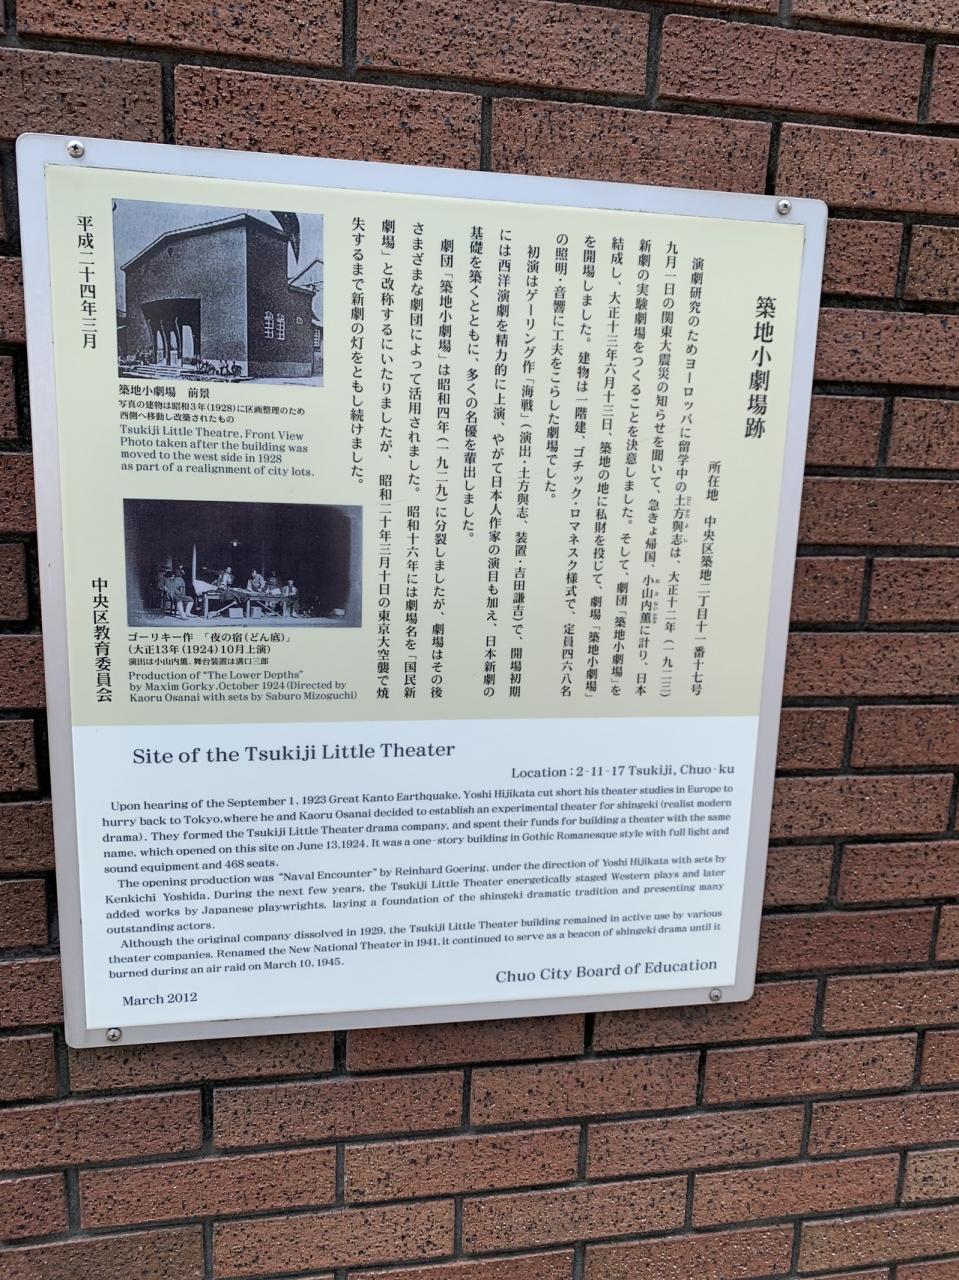 築地小劇場跡
所在地　中央区築地二丁目十一番十七号
演劇研究のためヨーロッパに留学中の土方與志は、大正十二年(一九二三)
九月一日の関東大震災の知らせを聞いて、急きょ帰国、小山内薫に計り、日本
新劇の実験劇場をつくることを決意しました。そして、劇団「築地小劇場」を
結成し、大正十三年六月十三日、築地の地に私財を投じて、劇場「築地小劇場」
を開場しました。建物は一階建、ゴチック・ロマネスク様式で、定員四六八名
の照明・音響に工夫をこらした劇場でした。
初演はゲーリング作「海戦」(演出・土方與志、装置・吉田謙吉)で、開場初期
には西洋演劇を精力的に上演、やがて日本人作家の演目も加え、日本新劇の
基礎を築くとともに、多くの名優を輩出しました。
劇団「築地小劇場」は昭和四年(一九二九)に分裂しましたが、劇場はその後
さまざまな劇団によって活用されました。昭和十六年には劇場名を「国民新
劇場」と改称するにいたりましたが、昭和二十年三月十日の東京大空襲で焼
失するまで新劇の灯をともし続けました。
築地小劇場　前景
写真の建物は昭和3年(1928)に区画整理のため
西側へ移動し改築されたもの
Tsukiji Little Theatre, Front View
Photo taken after the building was
moved to the west side in 1928
as part of a realignment of city lots.
ゴーリキー作　「夜の宿(どん底)」
(大正13年(1924)10月上演)
演出は小山内薫、舞台装置は溝口三郎
Production of "The Lower Depths"
by Maxim Gorky, October 1924 (Directed by
Kaoru Osanai with sets by Saburo Mizoguchi)
平成二十四年三月
中央区教育委員会
Site of the Tsukiji Little Theater
Location : 2-11-17 Tsukiji, Chuo-ku
Upon hearing of the September 1, 1923 Great Kanto Earthquake, Yoshi Hijikata cut short his theater studies in Europe to
hurry back to Tokyo, where he and Kaoru Osanai decided to establish an experimental theater for shingeki (realist modern
drama). They formed the Tsukiji Little Theater drama company, and spent their funds for building a theater with the same
name, which opened on this site on June 13, 1924. It was a one-story building in Gothic Romanesque style with full light and
sound equipment and 468 seats.
The opening production was "Naval Encounter" by Reinhard Goering, under the direction of Yoshi Hijikata with sets by
Kenkichi Yoshida. During the next few years, the Tsukiji Little Theater energetically staged Western plays and later
added works by Japanese playwrights, laying a foundation of the shingeki dramatic tradition and presenting many
outstanding actors.
Although the original company dissolved in 1929, the Tsukiji Little Theater building remained in active use by various
theater companies. Renamed the New National Theater in 1941, it continued to serve as a beacon of shingeki drama until it
burned during an air raid on March 10, 1945.
Chuo City Board of Education
March 2012